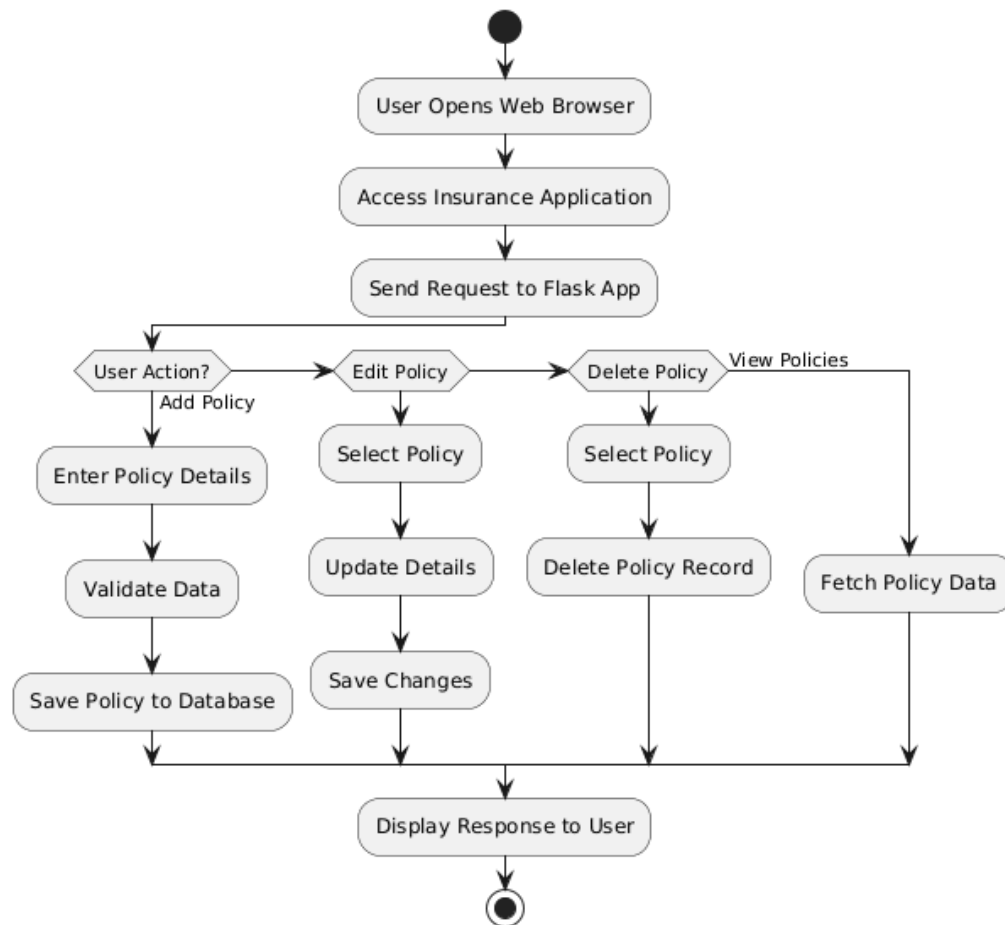 User Opens Web Browser
Access Insurance Application
Send Request to Flask App
User Action?
Edit Policy
Delete Policy
View Policies
Add Policy
Enter Policy Details
Select Policy
Select Policy
Validate Data
Update Details
Delete Policy Record
Fetch Policy Data
Save Policy to Database
Save Changes
Display Response to User